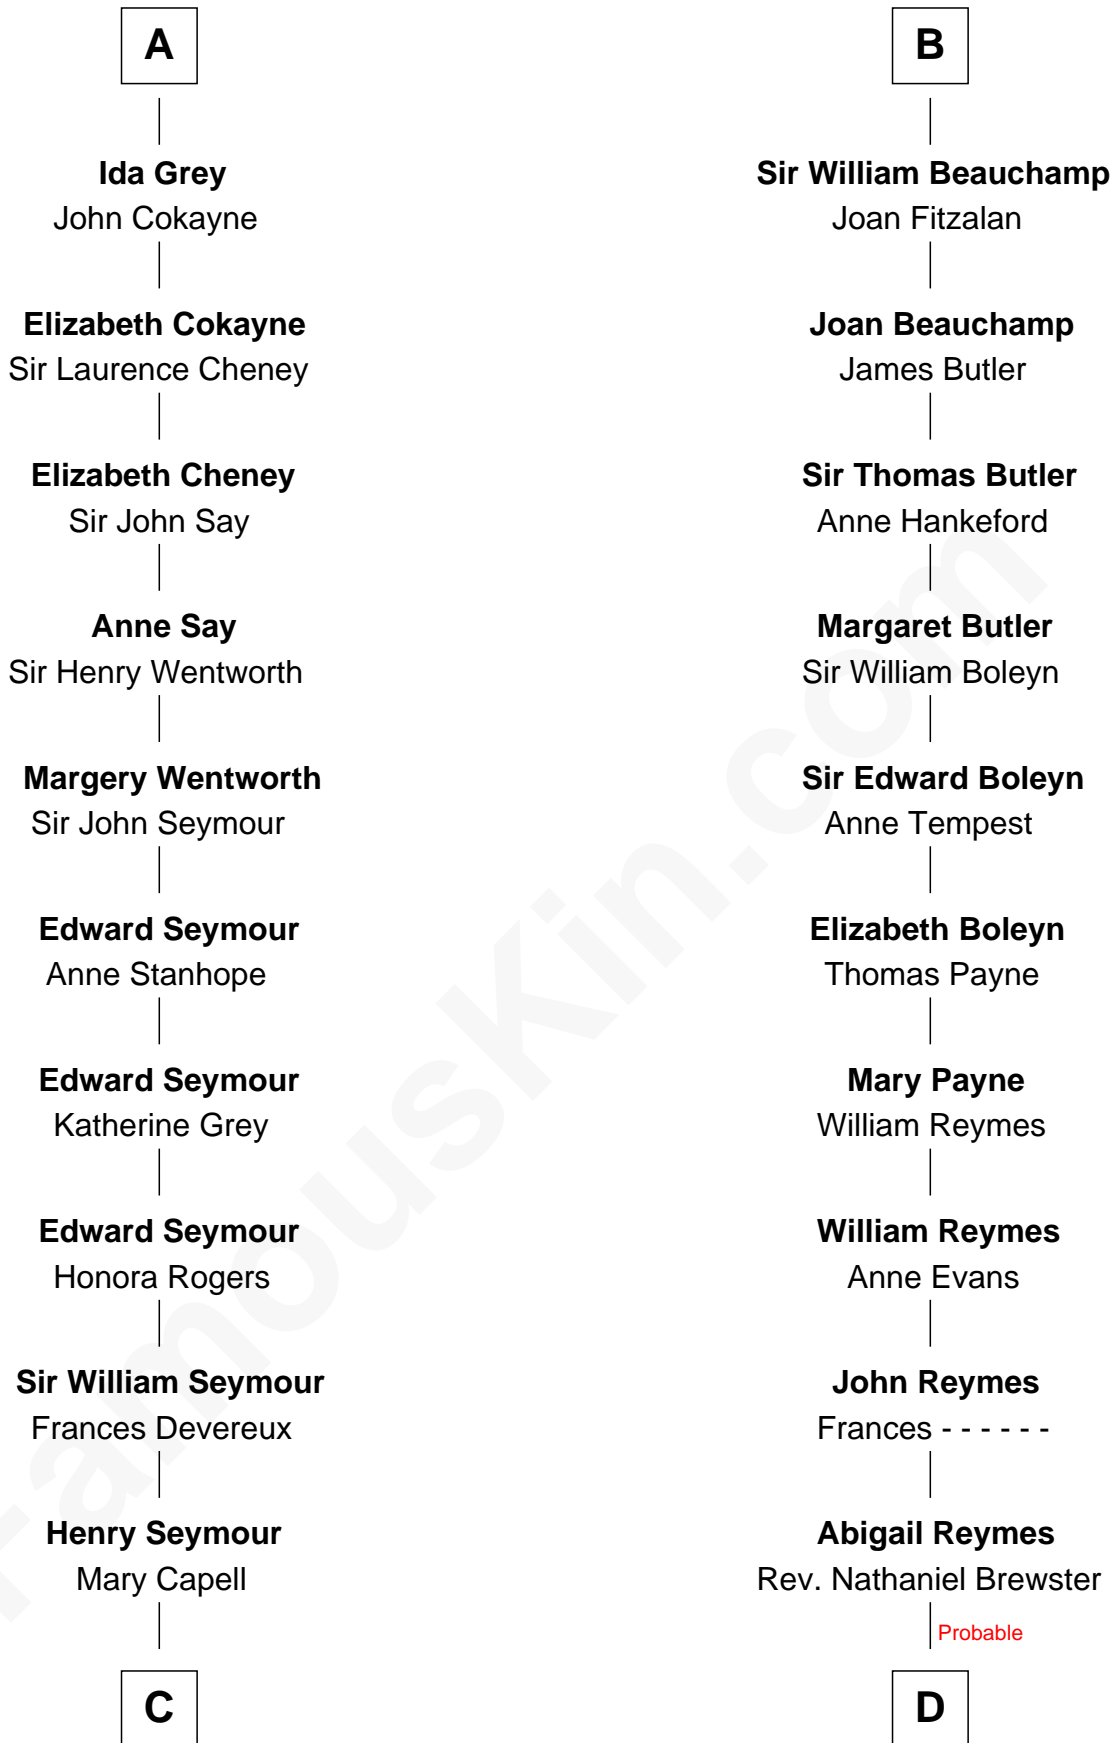 A
Ida Grey
John Cokayne
Elizabeth Cokayne
Sir Laurence Cheney
Elizabeth Cheney
Sir John Say
Anne Say
Sir Henry Wentworth
Margery Wentworth
Sir John Seymour
Edward Seymour
Anne Stanhope
Edward Seymour
Katherine Grey
Edward Seymour
Honora Rogers
Sir William Seymour
Frances Devereux
Henry Seymour
Mary Capell
C
B
Sir William Beauchamp
Joan Fitzalan
Joan Beauchamp
James Butler
Sir Thomas Butler
Anne Hankeford
Margaret Butler
Sir William Boleyn
Sir Edward Boleyn
Anne Tempest
Elizabeth Boleyn
Thomas Payne
Mary Payne
William Reymes
William Reymes
Anne Evans
John Reymes
Frances - - - - - -
Abigail Reymes
Rev. Nathaniel Brewster
Probable
D
FamousKin.com